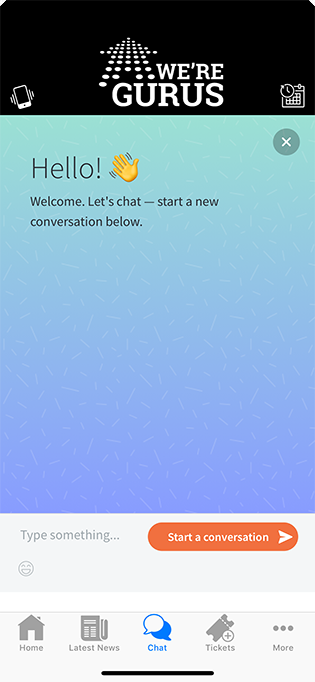 WE'RE
GURUS
Hello! 👋
Welcome. Let's chat — start a new
conversation below.
Type something...
Start a conversation
Home
Latest News
Chat
Tickets
More